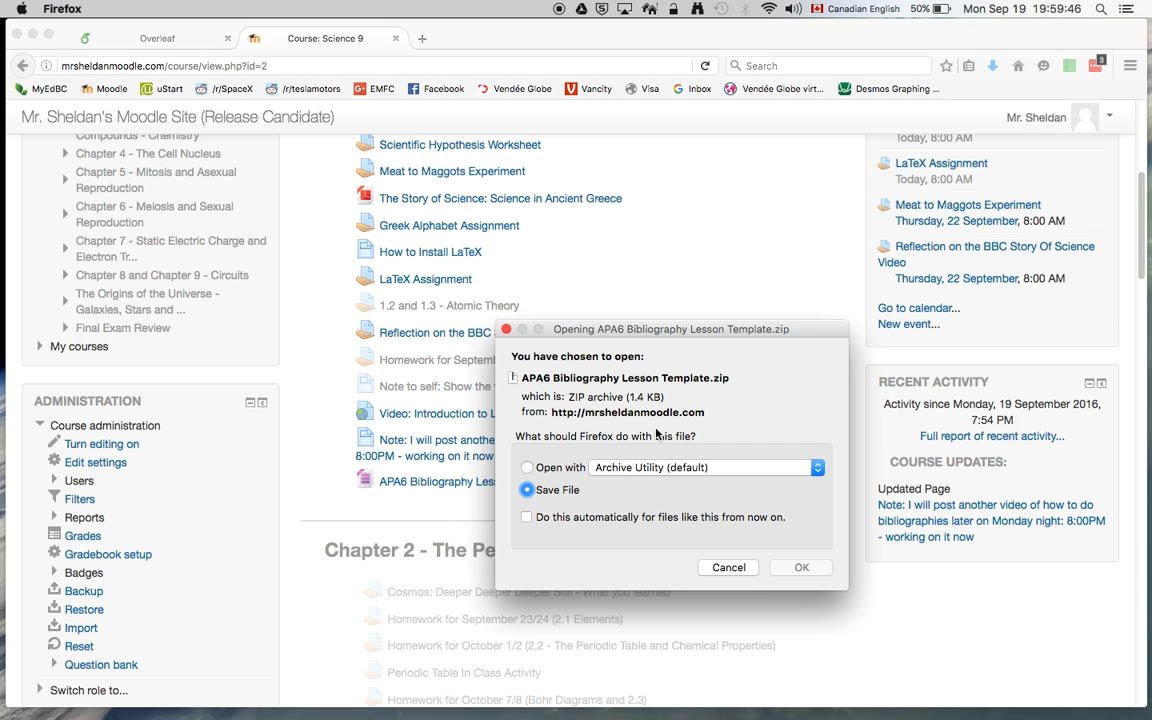 Firefox
Canadian English 50% Mon Sep 19 19:59:46
Overleaf
Course: Science 9
mrsheldanmoodle.com/course/view.php?id=2
Search
3
MyEdBC Moodle uStart /r/SpaceX /r/teslamotors EMFC Facebook Vendée Globe Vancity Visa Inbox Vendée Globe virt... Desmos Graphing ...
Mr. Sheldan's Moodle Site (Release Candidate)
Mr. Sheldan
Compounds - Chemistry
Chapter 4 - The Cell Nucleus
Chapter 5 - Mitosis and Asexual
Reproduction
Chapter 6 - Meiosis and Sexual
Reproduction
Chapter 7 - Static Electric Charge and
Electron Tr...
Chapter 8 and Chapter 9 - Circuits
The Origins of the Universe -
Galaxies, Stars and ...
Final Exam Review
My courses
ADMINISTRATION
Course administration
Turn editing on
Edit settings
Users
Filters
Reports
Grades
Gradebook setup
Badges
Backup
Restore
Import
Reset
Question bank
Switch role to...
Scientific Hypothesis Worksheet
Meat to Maggots Experiment
The Story of Science: Science in Ancient Greece
Greek Alphabet Assignment
How to Install LaTeX
LaTeX Assignment
1.2 and 1.3 - Atomic Theory
Reflection on the BBC
Homework for Septem
Note to self: Show the
Video: Introduction to L
Note: I will post anothe
8:00PM - working on it now
APA6 Bibliography Les
Chapter 2 - The Pe
Cosmos: Deeper Deeper Deeper Still - What you learned
Homework for September 23/24 (2.1 Elements)
Homework for October 1/2 (2.2 - The Periodic Table and Chemical Properties)
Periodic Table In Class Activity
Homework for October 7/8 (Bohr Diagrams and 2.3)
Opening APA6 Bibliography Lesson Template.zip
You have chosen to open:
APA6 Bibliography Lesson Template.zip
which is: ZIP archive (1.4 KB)
from: http://mrsheldanmoodle.com
What should Firefox do with this file?
Open with Archive Utility (default)
Save File
Do this automatically for files like this from now on.
Cancel OK
Today, 8:00 AM
LaTeX Assignment
Today, 8:00 AM
Meat to Maggots Experiment
Thursday, 22 September, 8:00 AM
Reflection on the BBC Story Of Science
Video
Thursday, 22 September, 8:00 AM
Go to calendar...
New event...
RECENT ACTIVITY
Activity since Monday, 19 September 2016,
7:54 PM
Full report of recent activity...
COURSE UPDATES:
Updated Page
Note: I will post another video of how to do
bibliographies later on Monday night: 8:00PM
- working on it now